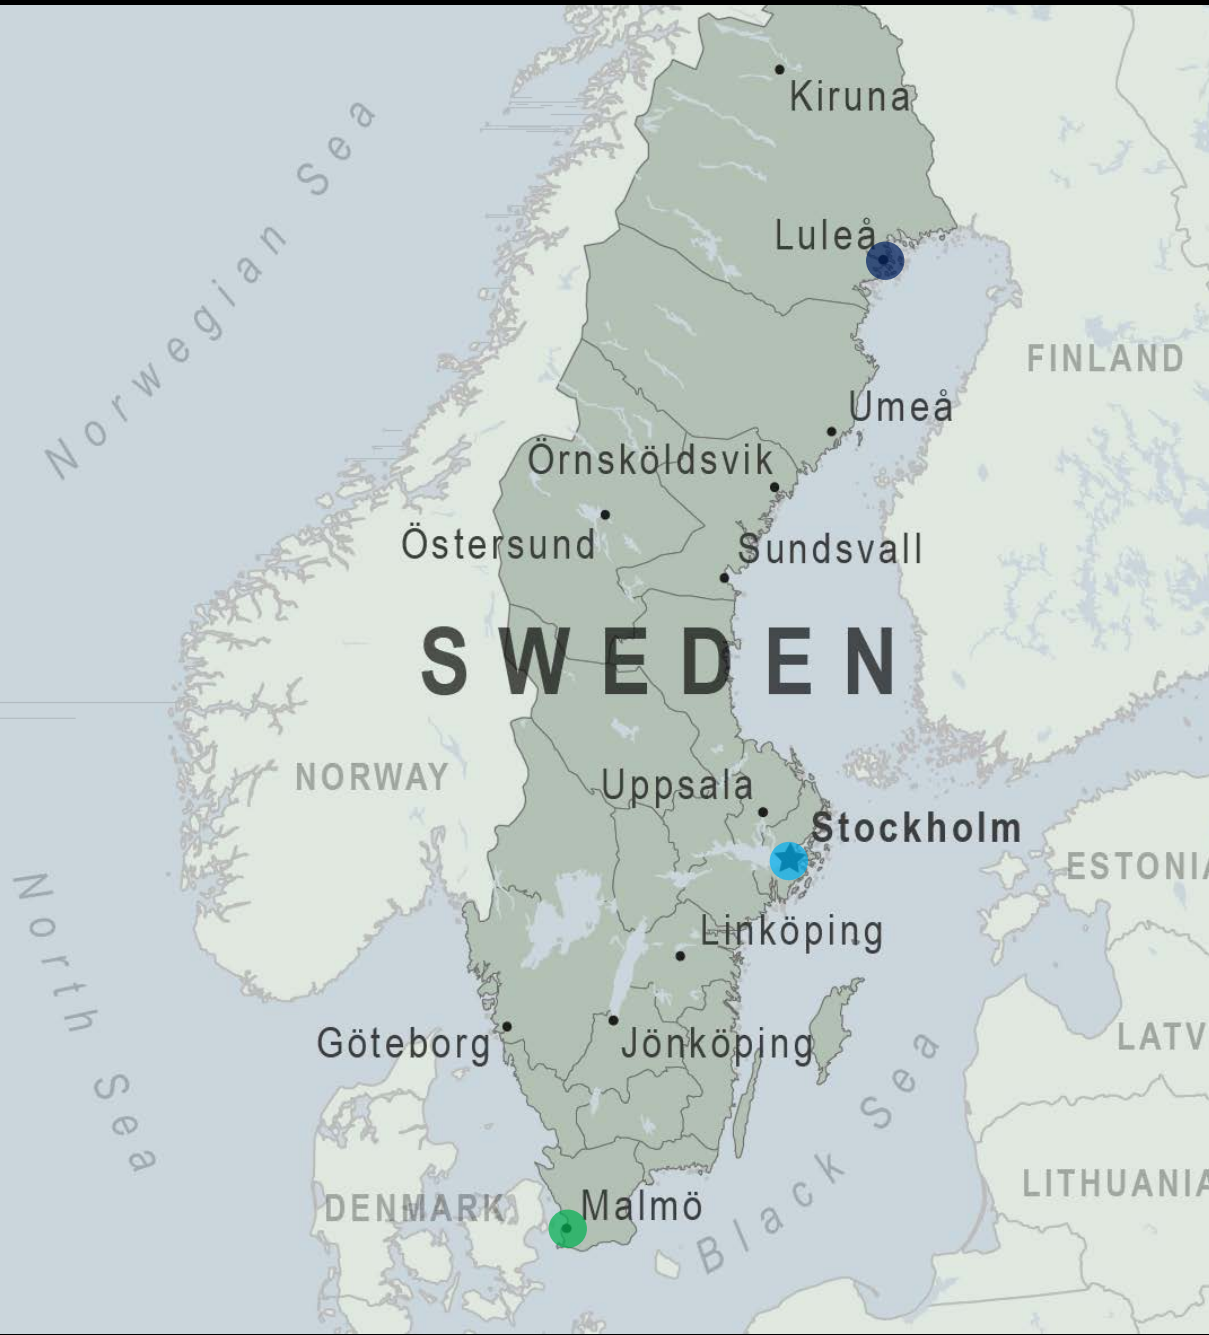 Kiruna
Norwegian Sea
Luleå
FINLAND
Umeå
Örnsköldsvik
Östersund
Sundsvall
SWEDEN
NORWAY
Uppsala
Stockholm
ESTONIA
North Sea
Linköping
Göteborg
Jönköping
LATV
Black Sea
LITHUANIA
DENMARK
Malmö